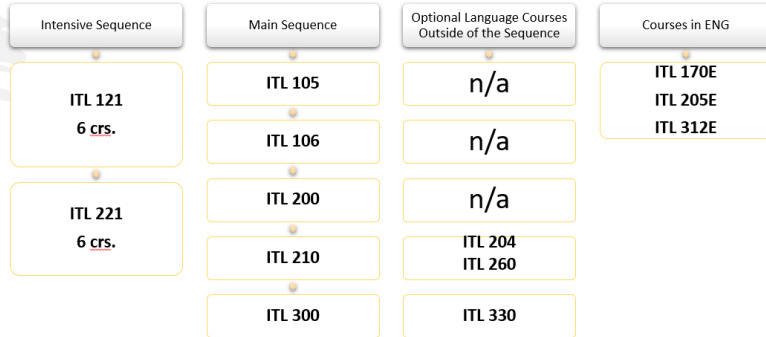 Intensive Sequence
ITL 121
6 crs.
ITL 221
6 crs.
Main Sequence
ITL 105
ITL 106
ITL 200
ITL 210
ITL 300
Optional Language Courses
Outside of the Sequence
n/a
n/a
n/a
ITL 204
ITL 260
ITL 330
Courses in ENG
ITL 170E
ITL 205E
ITL 312E